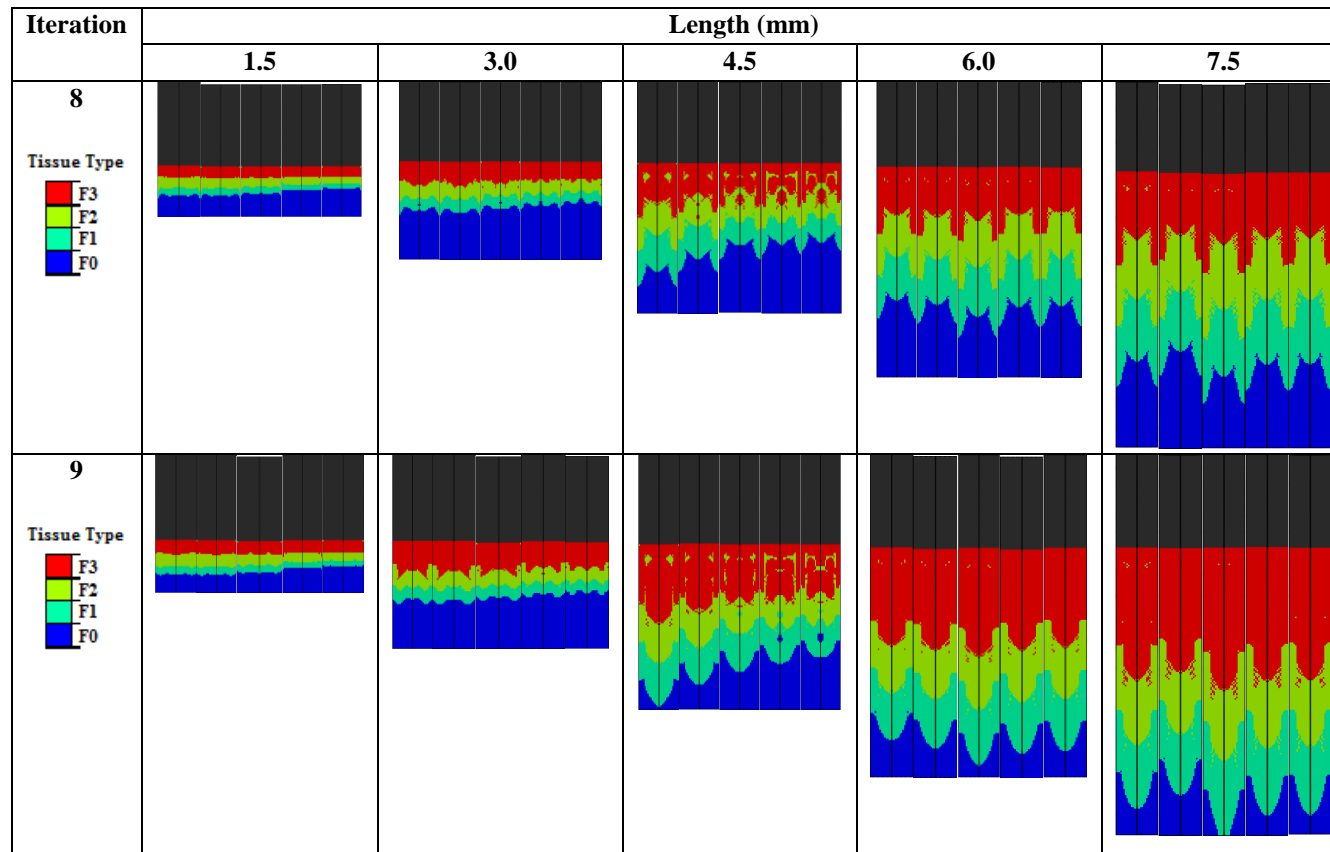 Iteration Length (mm)
1.5 3.0 4.5 6.0 7.5
8
Tissue Type
F3
F2
F1
F0
9
Tissue Type
F3
F2
F1
F0